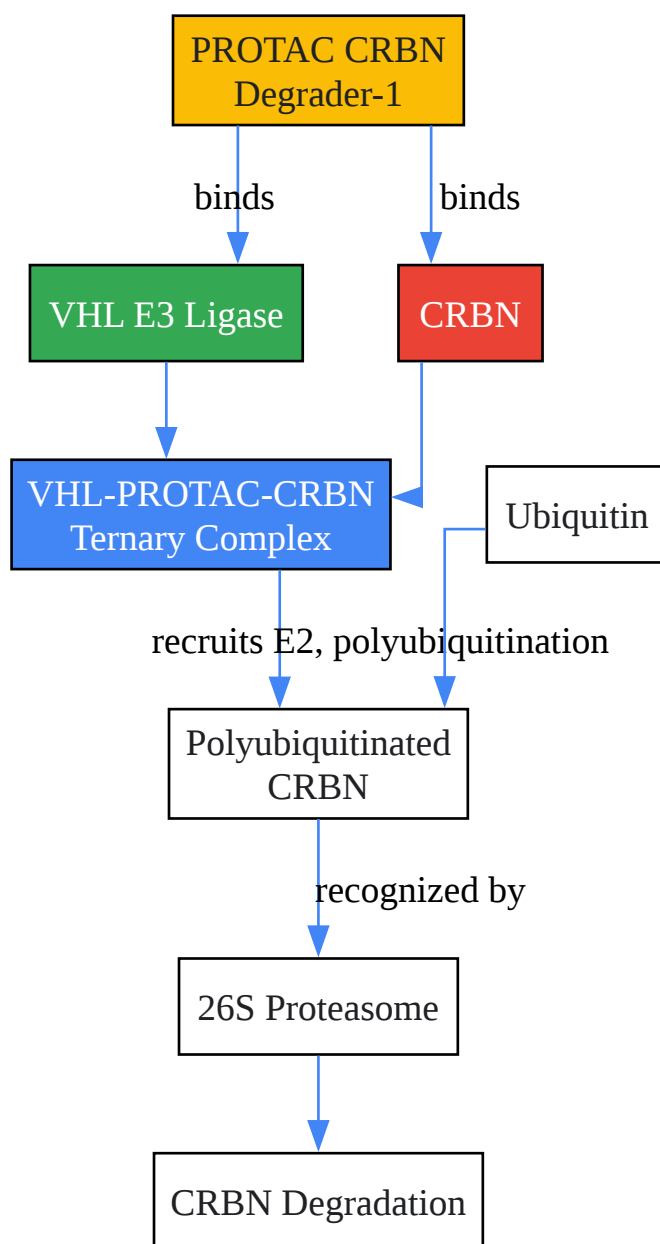 PROTAC CRBN
Degrader-1
binds
binds
VHL E3 Ligase
CRBN
VHL-PROTAC-CRBN
Ternary Complex
Ubiquitin
recruits E2, polyubiquitination
Polyubiquitinated
CRBN
recognized by
26S Proteasome
CRBN Degradation